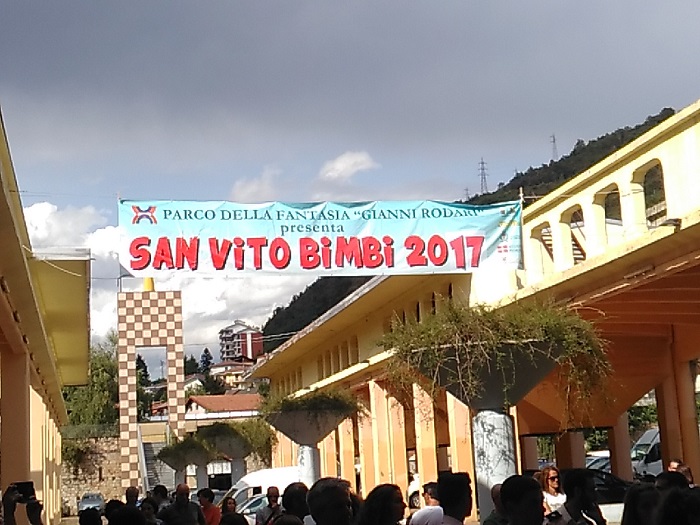 PARCO DELLA FANTASIA "GIANNI RODARI"
presenta
SAN ViTO BiMBi 2017